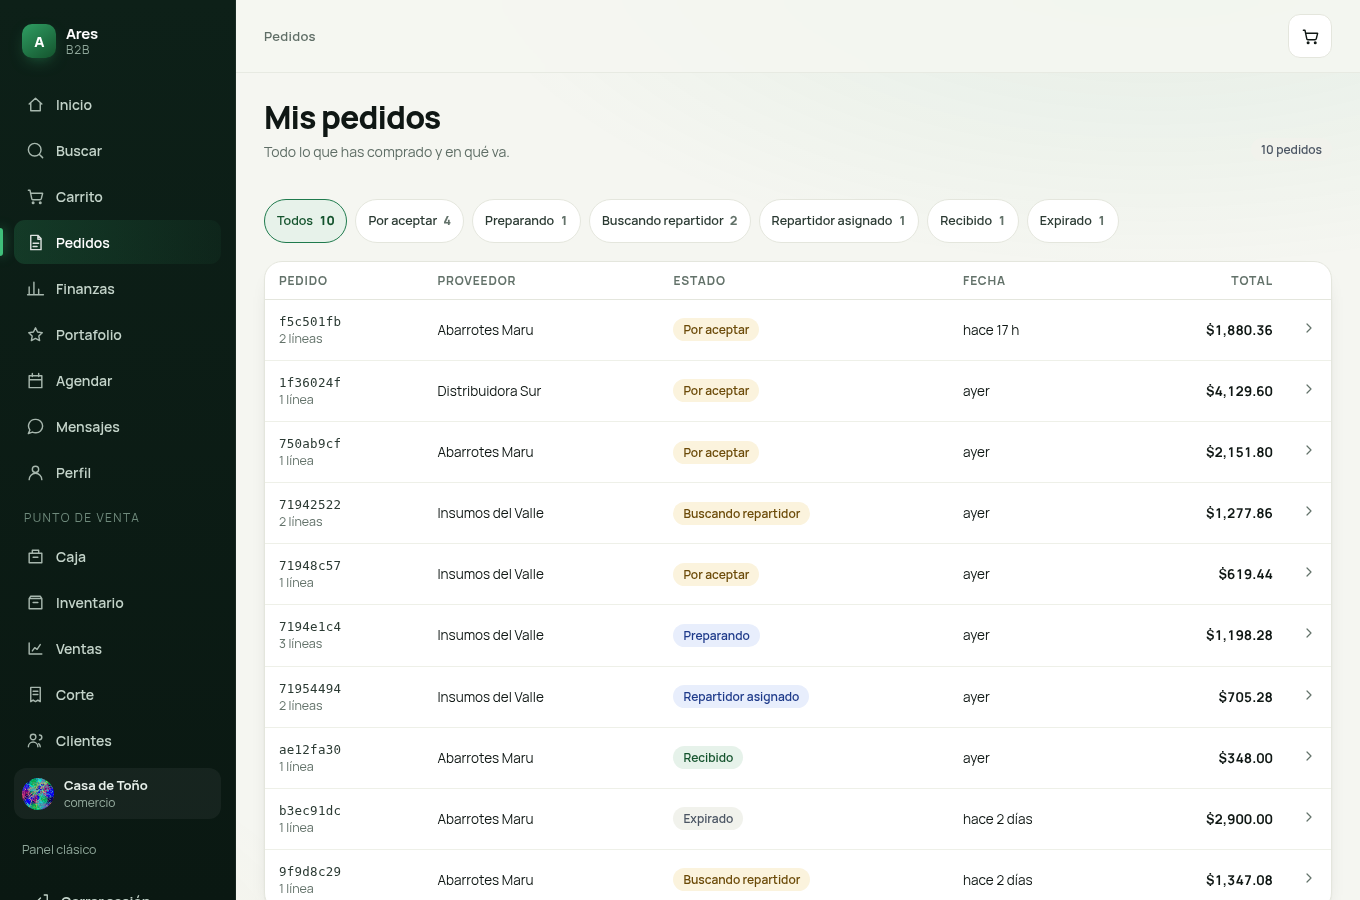 A
Ares
B2B
Inicio
Buscar
Carrito
Pedidos
Finanzas
Portafolio
Agendar
Mensajes
Perfil
PUNTO DE VENTA
Caja
Inventario
Ventas
Corte
Clientes
Casa de Toño
comercio
Panel clásico
Pedidos
Mis pedidos
Todo lo que has comprado y en qué va.
10 pedidos
Todos 10
Por aceptar 4
Preparando 1
Buscando repartidor 2
Repartidor asignado 1
Recibido 1
Expirado 1
PEDIDO PROVEEDOR ESTADO FECHA TOTAL
f5c501fb
2 líneas
Abarrotes Maru Por aceptar hace 17 h $1,880.36
1f36024f
1 línea
Distribuidora Sur Por aceptar ayer $4,129.60
750ab9cf
1 línea
Abarrotes Maru Por aceptar ayer $2,151.80
71942522
2 líneas
Insumos del Valle Buscando repartidor ayer $1,277.86
71948c57
1 línea
Insumos del Valle Por aceptar ayer $619.44
7194e1c4
3 líneas
Insumos del Valle Preparando ayer $1,198.28
71954494
2 líneas
Insumos del Valle Repartidor asignado ayer $705.28
ae12fa30
1 línea
Abarrotes Maru Recibido ayer $348.00
b3ec91dc
1 línea
Abarrotes Maru Expirado hace 2 días $2,900.00
9f9d8c29
1 línea
Abarrotes Maru Buscando repartidor hace 2 días $1,347.08